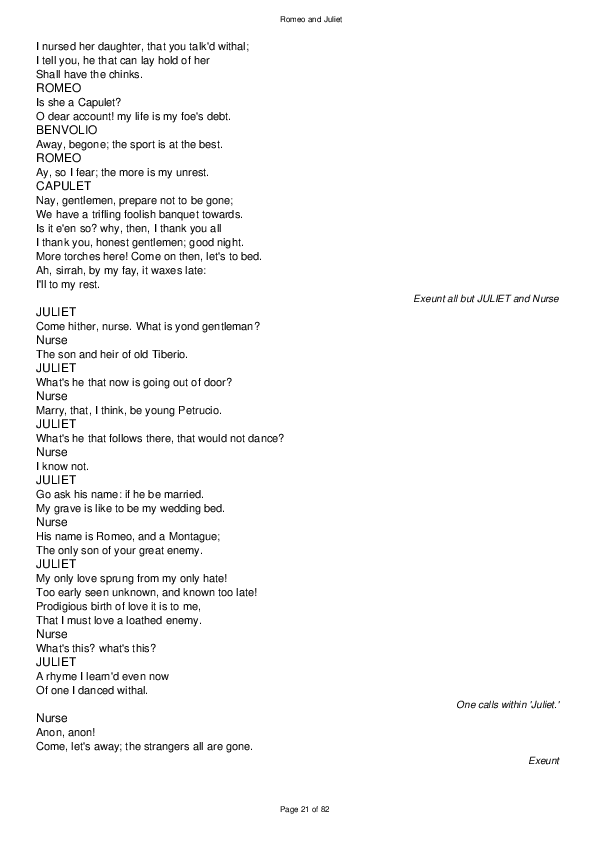 Romeo and Juliet
I nursed her daughter, that you talk'd withal;
I tell you, he that can lay hold of her
Shall have the chinks.
ROMEO
Is she a Capulet?
O dear account! my life is my foe's debt.
BENVOLIO
Away, begone; the sport is at the best.
ROMEO
Ay, so I fear; the more is my unrest.
CAPULET
Nay, gentlemen, prepare not to be gone;
We have a trifling foolish banquet towards.
Is it e'en so? why, then, I thank you all
I thank you, honest gentlemen; good night.
More torches here! Come on then, let's to bed.
Ah, sirrah, by my fay, it waxes late:
I'll to my rest.
Exeunt all but JULIET and Nurse
JULIET
Come hither, nurse. What is yond gentleman?
Nurse
The son and heir of old Tiberio.
JULIET
What's he that now is going out of door?
Nurse
Marry, that, I think, be young Petrucio.
JULIET
What's he that follows there, that would not dance?
Nurse
I know not.
JULIET
Go ask his name: if he be married.
My grave is like to be my wedding bed.
Nurse
His name is Romeo, and a Montague;
The only son of your great enemy.
JULIET
My only love sprung from my only hate!
Too early seen unknown, and known too late!
Prodigious birth of love it is to me,
That I must love a loathed enemy.
Nurse
What's this? what's this?
JULIET
A rhyme I learn'd even now
Of one I danced withal.
One calls within 'Juliet.'
Nurse
Anon, anon!
Come, let's away; the strangers all are gone.
Exeunt
Page 21 of 82